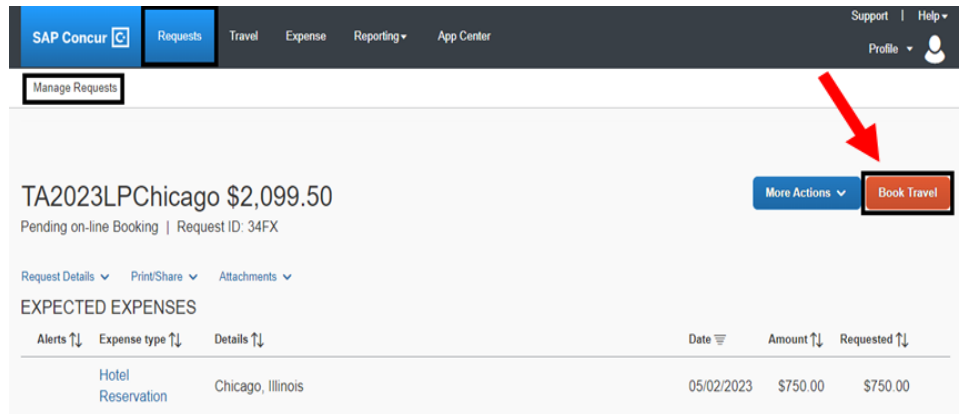 Support | Help
SAP Concur C Requests Travel Expense Reporting App Center
Profile
Manage Requests
TA2023LPChicago $2,099.50
More Actions Book Travel
Pending on-line Booking | Request ID: 34FX
Request Details Print/Share Attachments
EXPECTED EXPENSES
Alerts Expense type Details Date Amount Requested
Hotel
Reservation Chicago, Illinois 05/02/2023 $750.00 $750.00